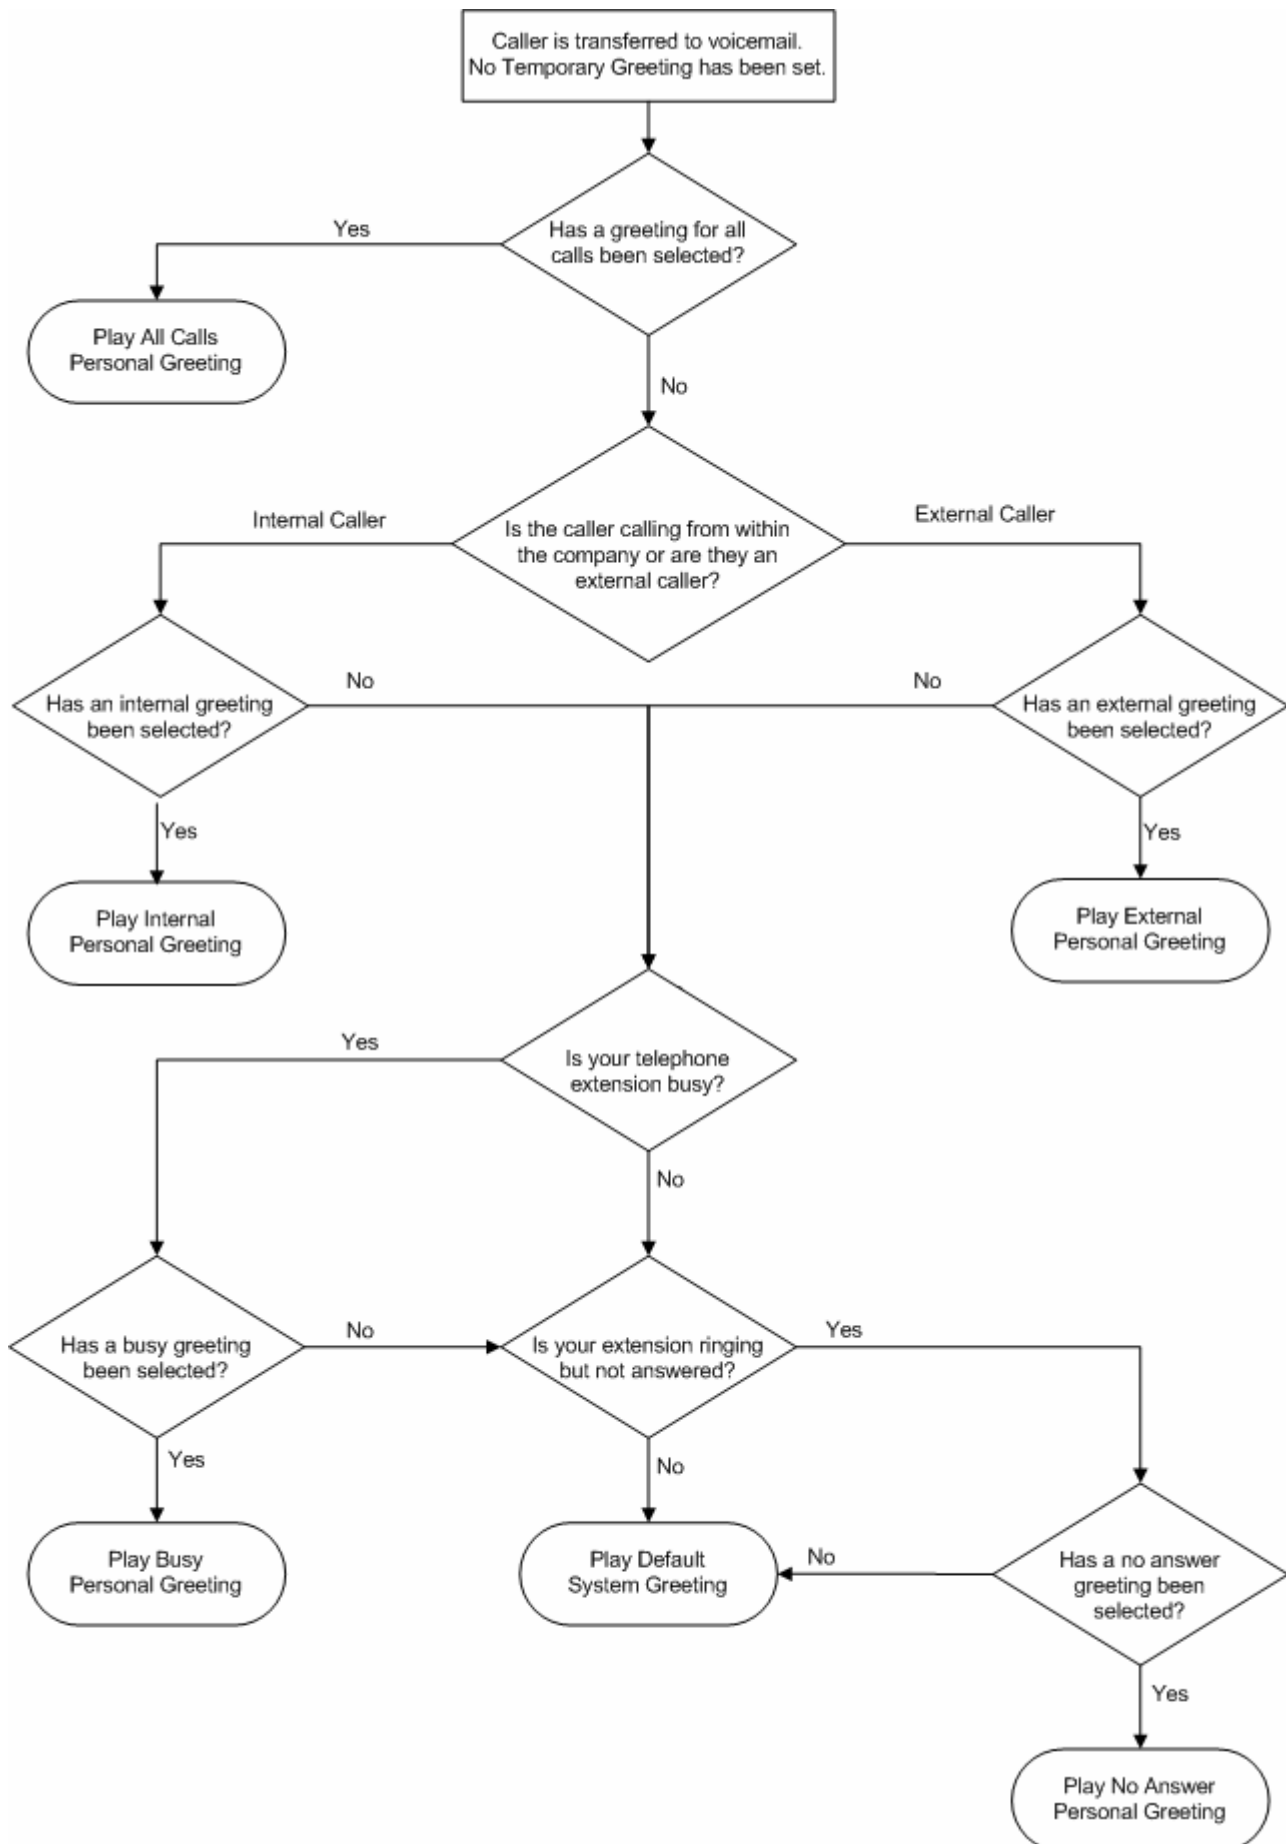 Caller is transferred to voicemail.
No Temporary Greeting has been set.
Yes
Has a greeting for all
calls been selected?
Play All Calls
Personal Greeting
No
Internal Caller
External Caller
Is the caller calling from within
the company or are they an
external caller?
No
No
Has an internal greeting
been selected?
Has an external greeting
been selected?
Yes
Yes
Play Internal
Personal Greeting
Play External
Personal Greeting
Yes
Is your telephone
extension busy?
No
Has a busy greeting
been selected?
No
Is your extension ringing
but not answered?
Yes
Yes
No
Play Busy
Personal Greeting
Play Default
System Greeting
No
Has a no answer
greeting been
selected?
Yes
Play No Answer
Personal Greeting